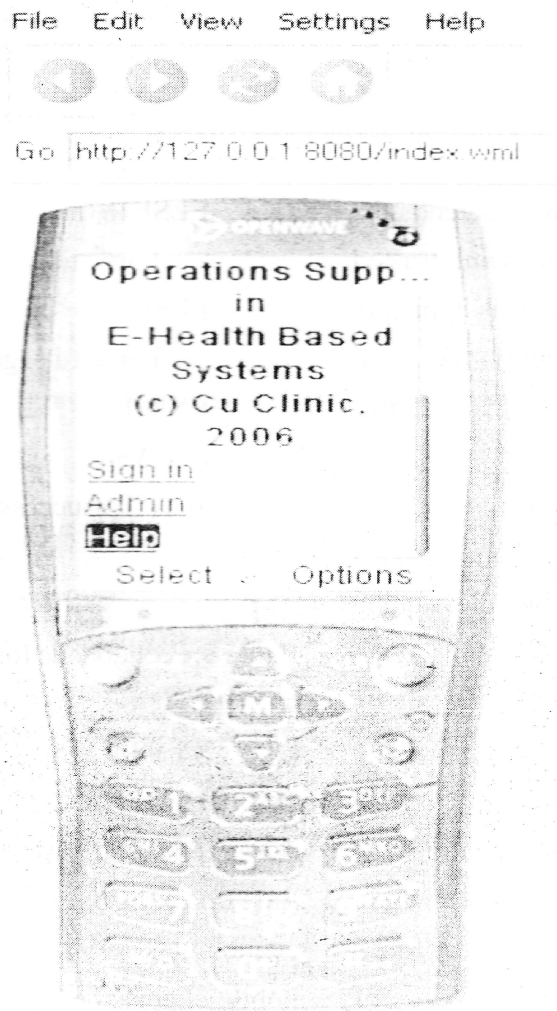 File Edit View Settings Help
Go http://127.0.0.1:8080/index.wml
OPENWAVE
Operations Supp...
in
E-Health Based
Systems
(c) Cu Clinic.
2006
Sign in
Admin
Help
Select Options
M
1 2 3
4 5 6
7